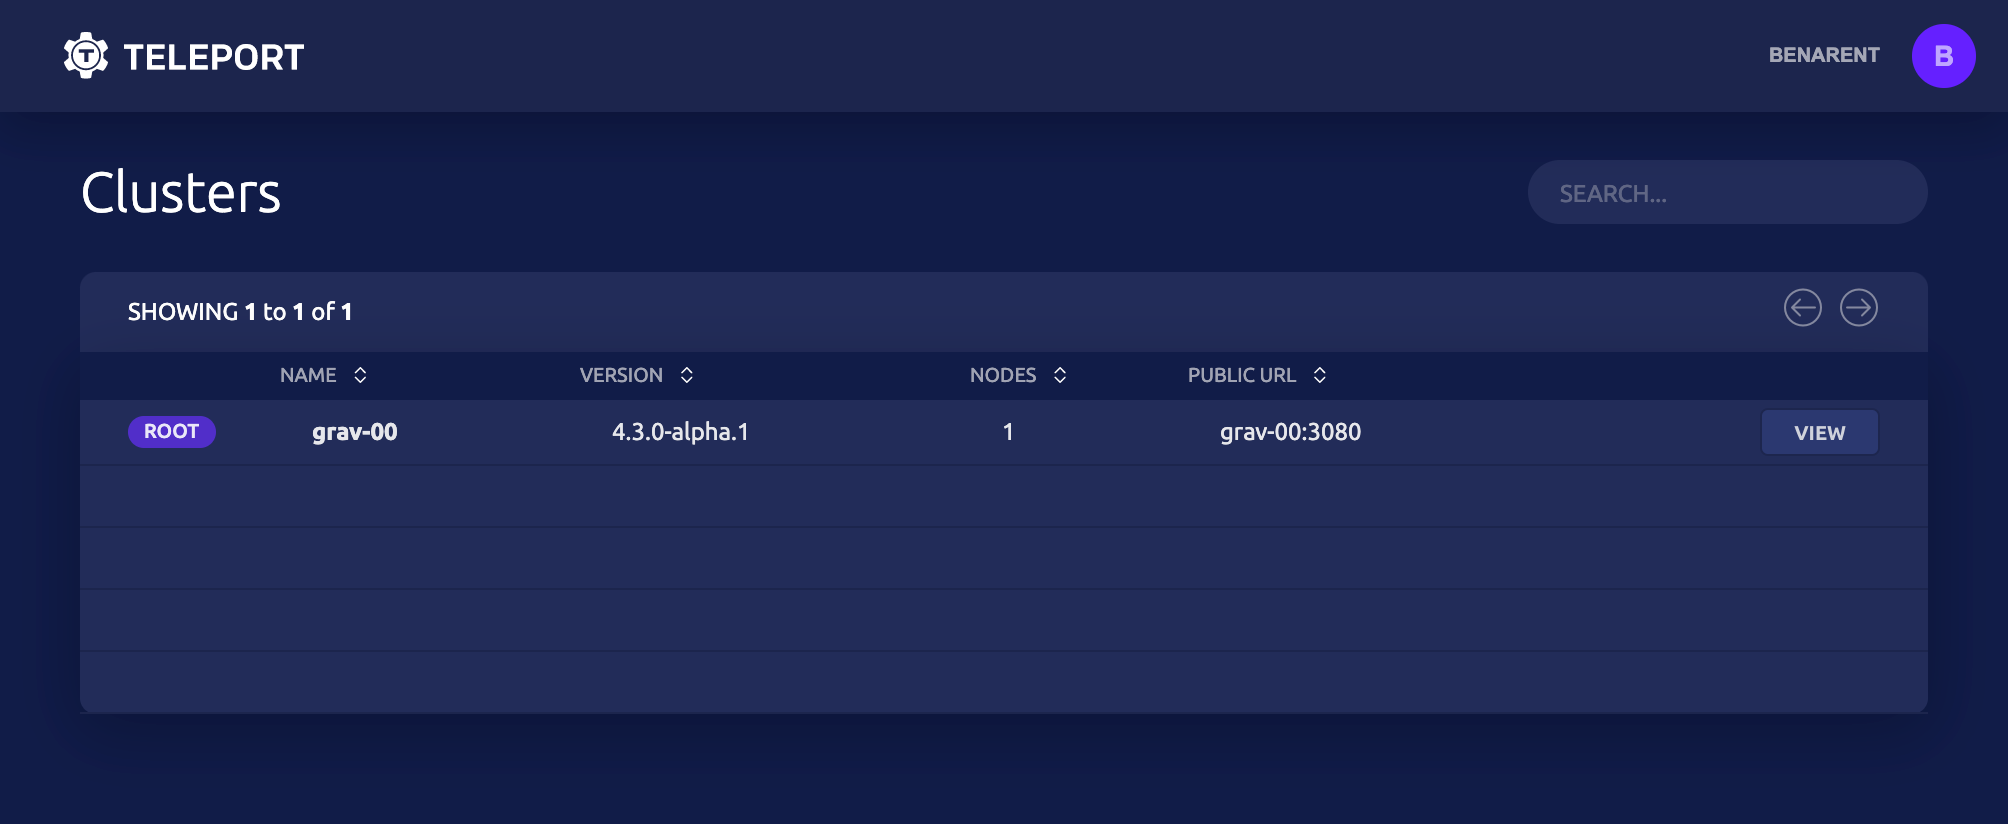 TELEPORT
BENARENT B
Clusters
SEARCH...
SHOWING 1 to 1 of 1
NAME VERSION NODES PUBLIC URL
ROOT grav-00 4.3.0-alpha.1 1 grav-00:3080 VIEW